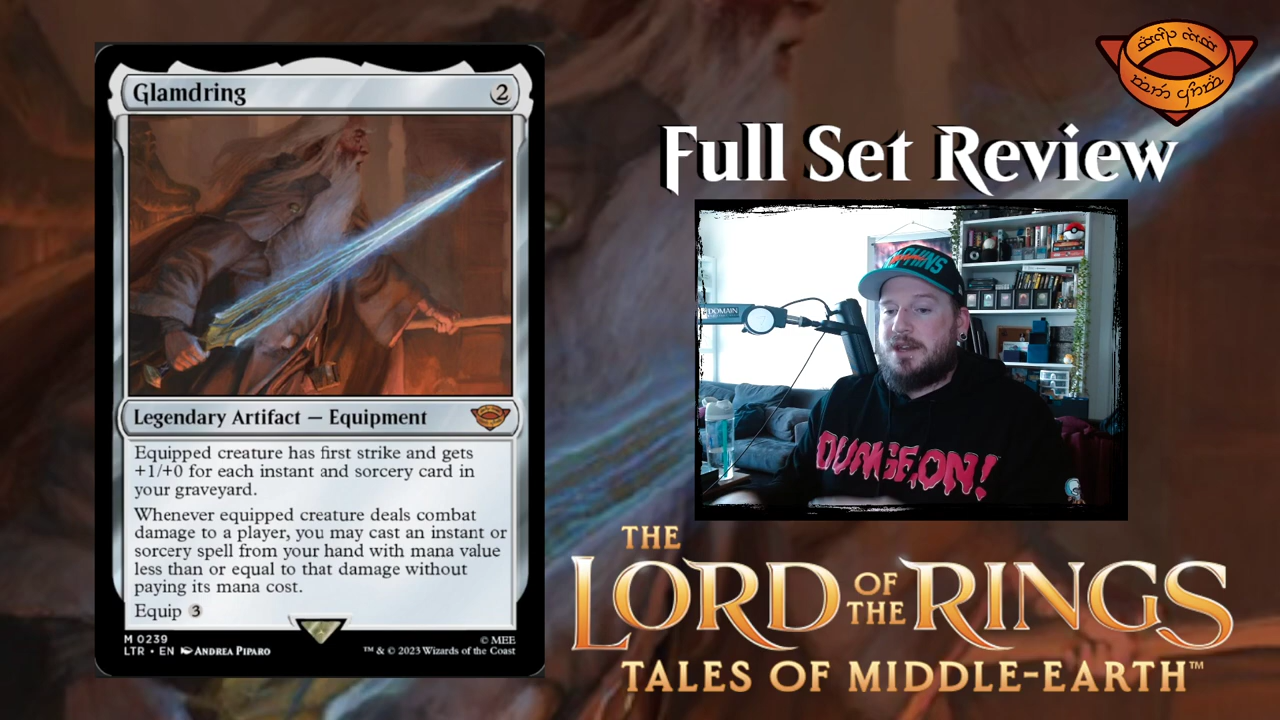 Glamdring 2
Legendary Artifact — Equipment
Equipped creature has first strike and gets
+1/+0 for each instant and sorcery card in
your graveyard.
Whenever equipped creature deals combat
damage to a player, you may cast an instant or
sorcery spell from your hand with mana value
less than or equal to that damage without
paying its mana cost.
Equip 3
M 0239
LTR • EN ANDREA PIPARO
© MEE
™ & © 2023 Wizards of the Coast
Full Set Review
DOMAIN
DUNGEON!
THE
LORD OF THE RINGS
TALES OF MIDDLE-EARTH™